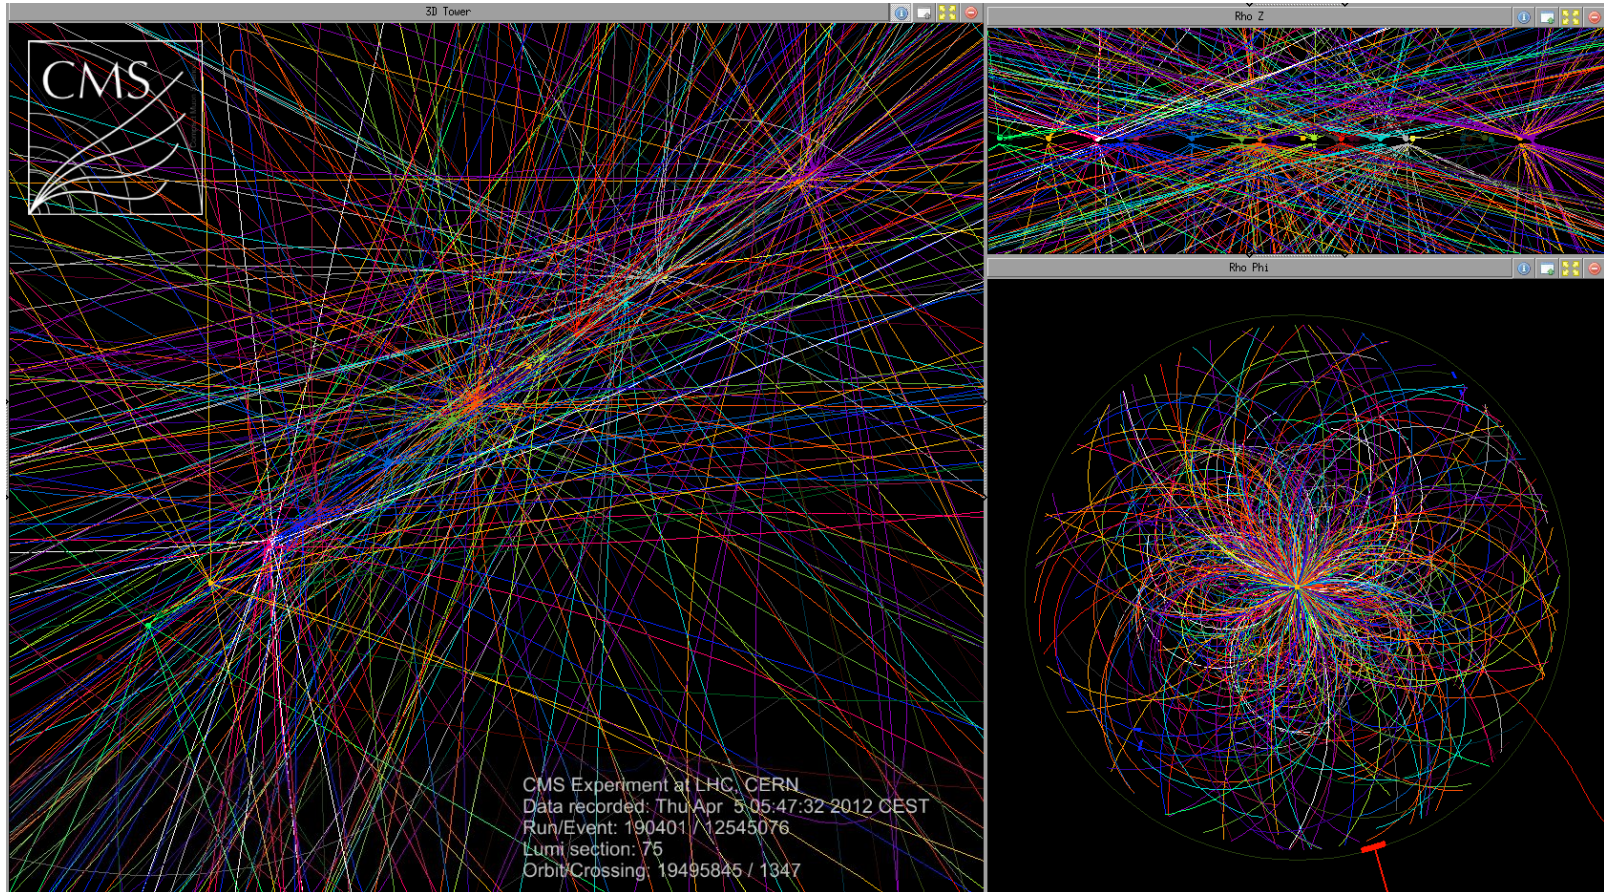 3D Tower
CMS
CMS Experiment at LHC, CERN
Data recorded: Thu Apr  5 05:47:32 2012 CEST
Run/Event: 190401 / 12545076
Lumi section: 75
Orbit/Crossing: 19495845 / 1347
Rho Z
Rho Phi